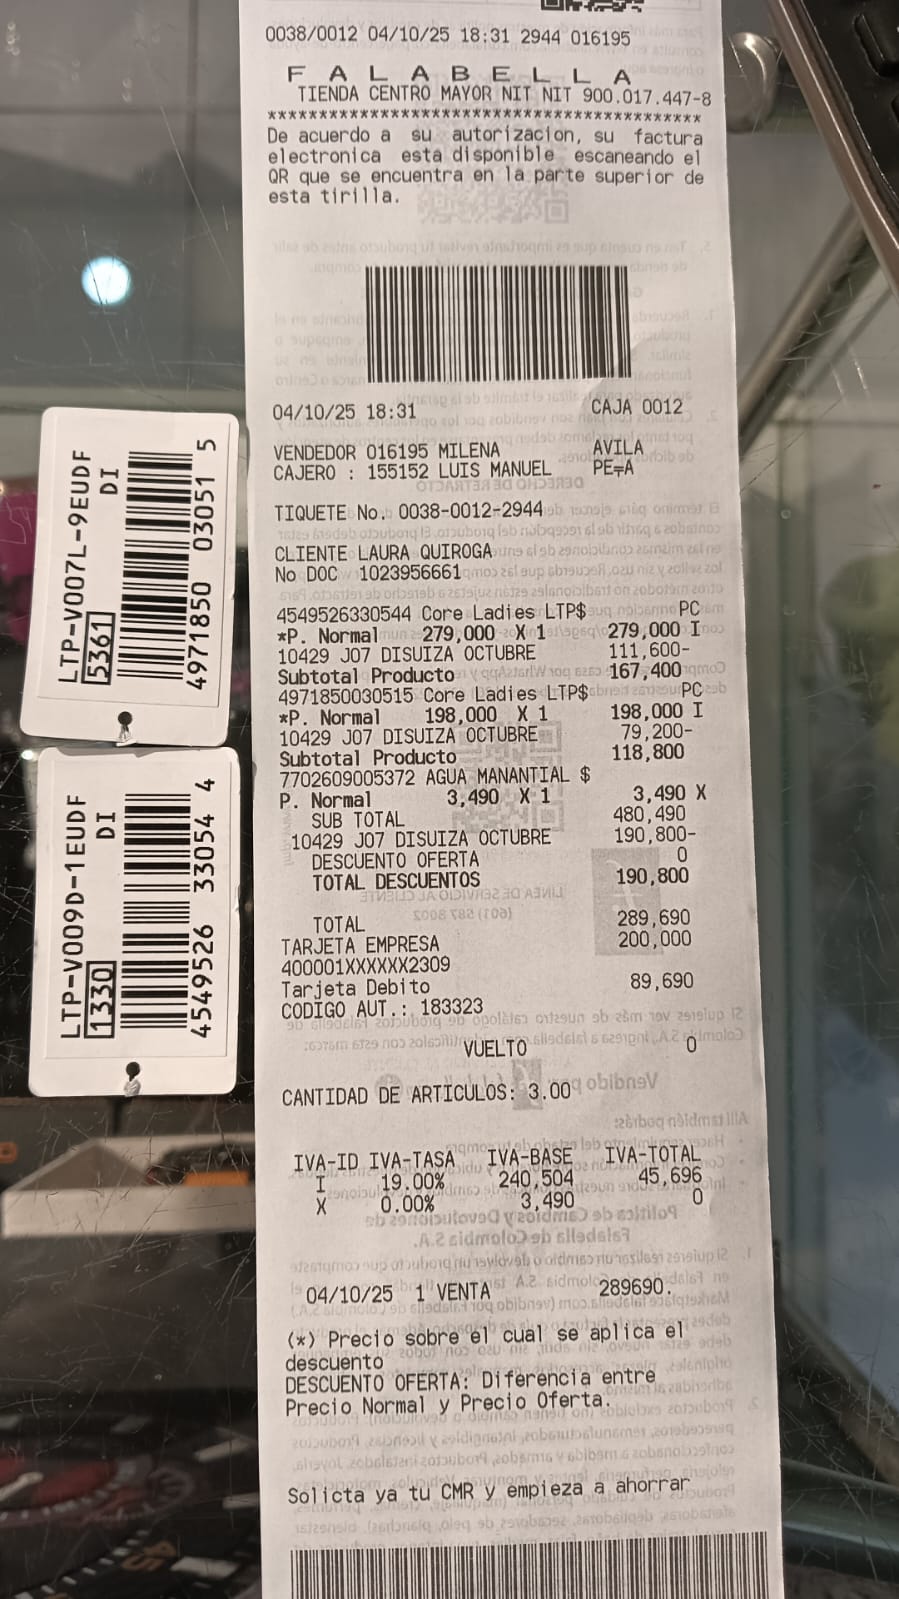 0038/0012 04/10/25 18:31 2944 016195
F A L A B E L L A
TIENDA CENTRO MAYOR NIT NIT 900.017.447-8
******************************************
De acuerdo a su autorizacion, su factura
electronica esta disponible escaneando el
QR que se encuentra en la parte superior de
esta tirilla.
04/10/25 18:31 CAJA 0012
VENDEDOR 016195 MILENA AVILA
CAJERO : 155152 LUIS MANUEL PE╤A
TIQUETE No. 0038-0012-2944
CLIENTE LAURA QUIROGA
No DOC 1023956661
4549526330544 Core Ladies LTP$ PC
*P. Normal 279,000 X 1 279,000 I
10429 J07 DISUIZA OCTUBRE 111,600-
Subtotal Producto 167,400
4971850030515 Core Ladies LTP$ PC
*P. Normal 198,000 X 1 198,000 I
10429 J07 DISUIZA OCTUBRE 79,200-
Subtotal Producto 118,800
7702609005372 AGUA MANANTIAL $
P. Normal 3,490 X 1 3,490 X
SUB TOTAL 480,490
10429 J07 DISUIZA OCTUBRE 190,800-
DESCUENTO OFERTA 0
TOTAL DESCUENTOS 190,800
TOTAL 289,690
TARJETA EMPRESA 200,000
400001XXXXXX2309
Tarjeta Debito 89,690
CODIGO AUT.: 183323
VUELTO 0
CANTIDAD DE ARTICULOS: 3.00
IVA-ID IVA-TASA IVA-BASE IVA-TOTAL
I 19.00% 240,504 45,696
X 0.00% 3,490 0
04/10/25 1 VENTA 289690.
(*) Precio sobre el cual se aplica el
descuento
DESCUENTO OFERTA: Diferencia entre
Precio Normal y Precio Oferta.
Solicta ya tu CMR y empieza a ahorrar
LTP-V007L-9EUDF
DI
5361
4971850 03051 5
LTP-V009D-1EUDF
DI
1330
4549526 33054 4